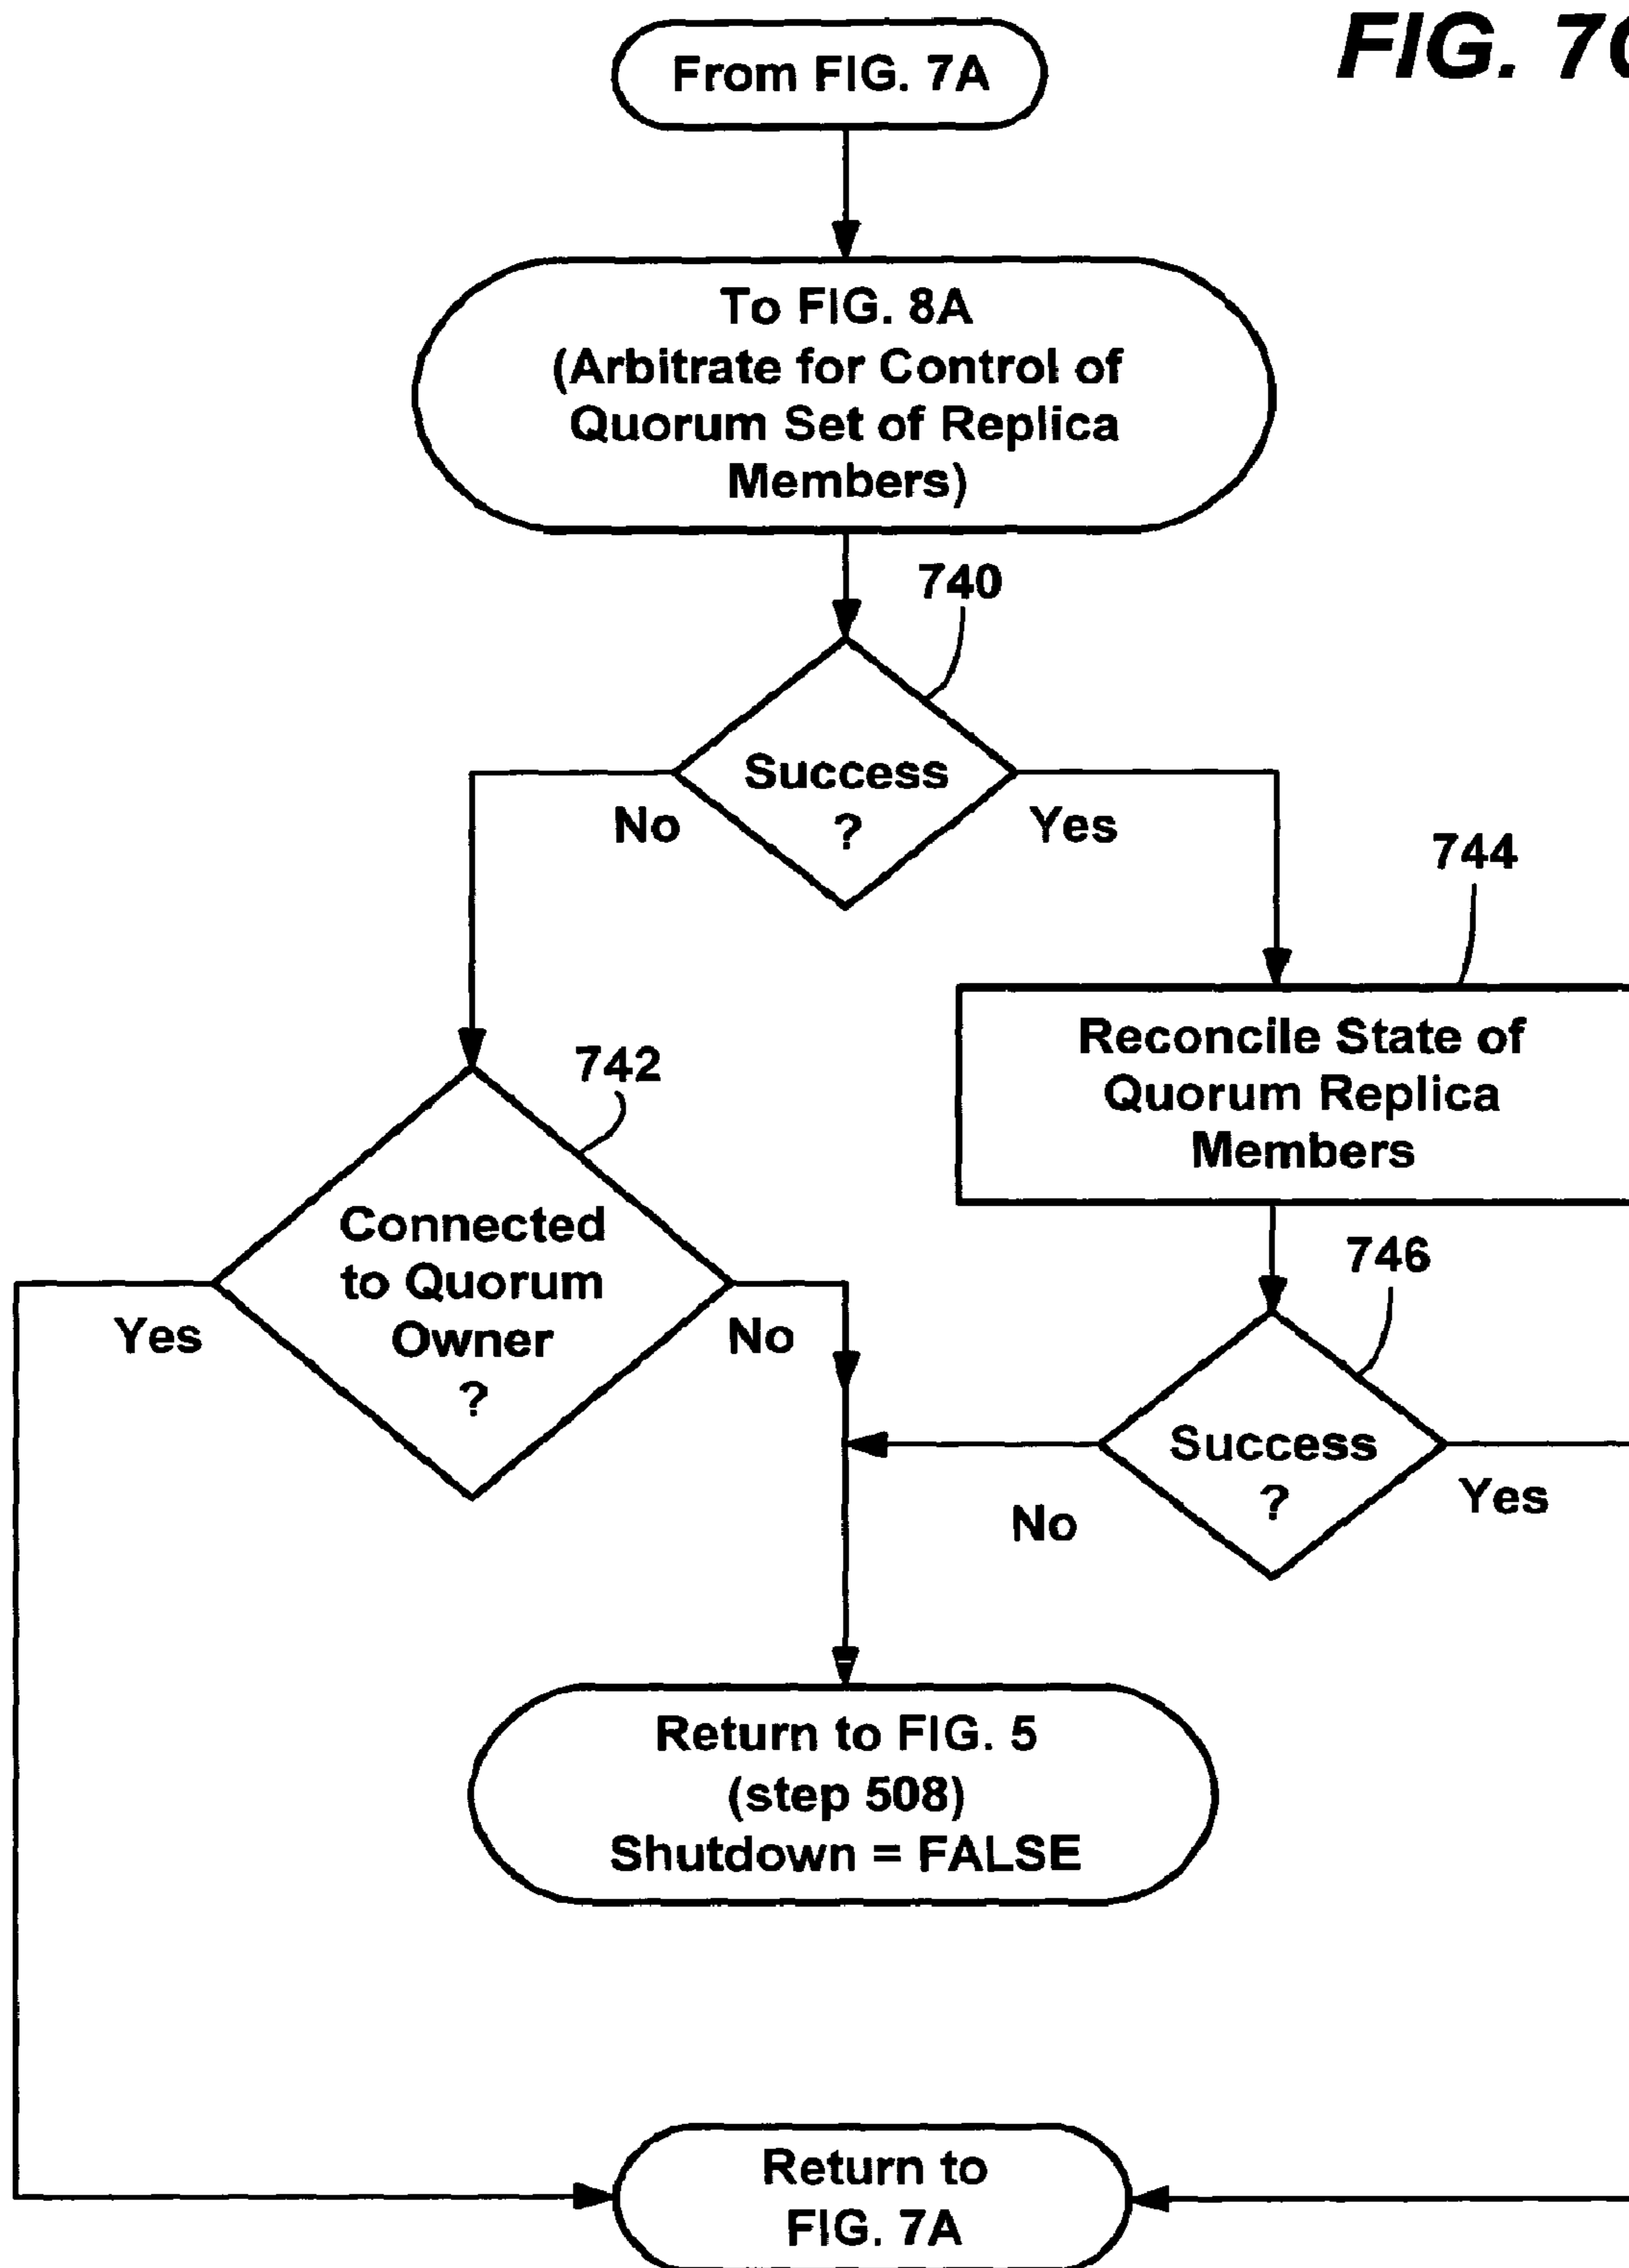 FIG. 7C
From FIG. 7A
To FIG. 8A
(Arbitrate for Control of
Quorum Set of Replica
Members)
740
Success
?
No
Yes
744
Reconcile State of
Quorum Replica
Members
742
Connected
to Quorum
Owner
?
Yes
No
746
Success
?
No
Yes
Return to FIG. 5
(step 508)
Shutdown = FALSE
Return to
FIG. 7A